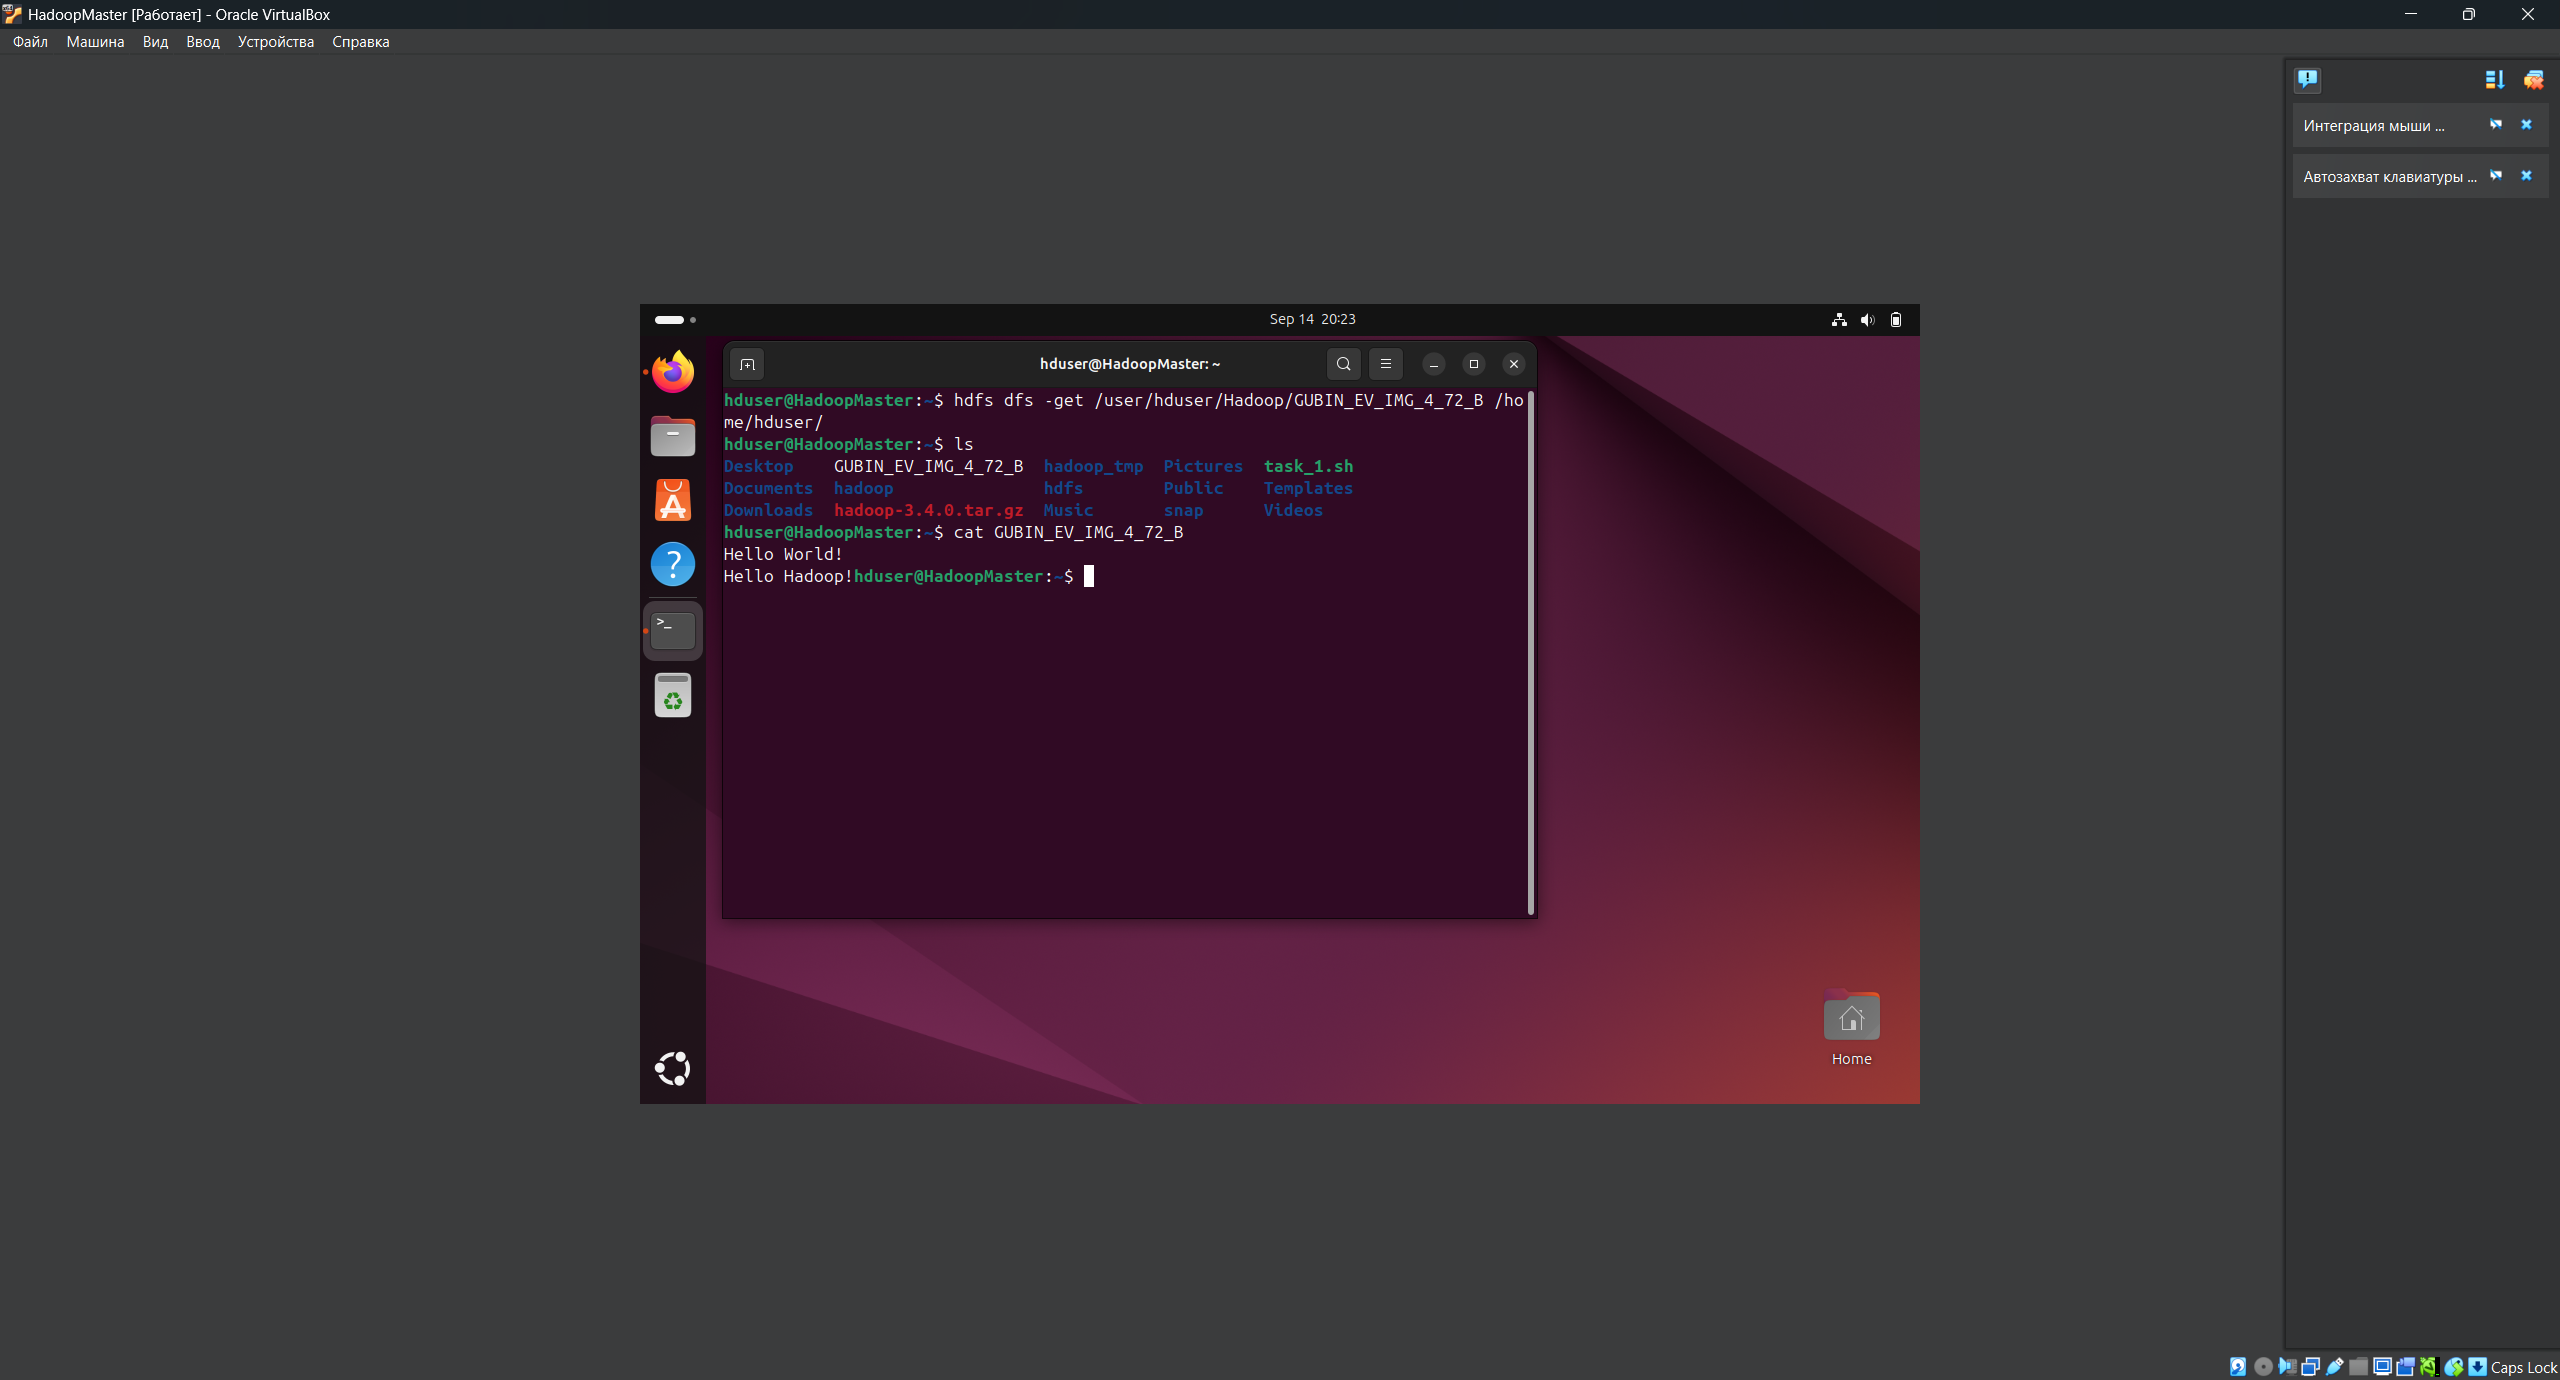 HadoopMaster [Работает] - Oracle VirtualBox
Файл Машина Вид Ввод Устройства Справка
Интеграция мыши ...
Автозахват клавиатуры ...
Sep 14 20:23
hduser@HadoopMaster: ~
hduser@HadoopMaster:~$ hdfs dfs -get /user/hduser/Hadoop/GUBIN_EV_IMG_4_72_B /ho
me/hduser/
hduser@HadoopMaster:~$ ls
Desktop GUBIN_EV_IMG_4_72_B hadoop_tmp Pictures task_1.sh
Documents hadoop hdfs Public Templates
Downloads hadoop-3.4.0.tar.gz Music snap Videos
hduser@HadoopMaster:~$ cat GUBIN_EV_IMG_4_72_B
Hello World!
Hello Hadoop!hduser@HadoopMaster:~$
Home
Caps Lock